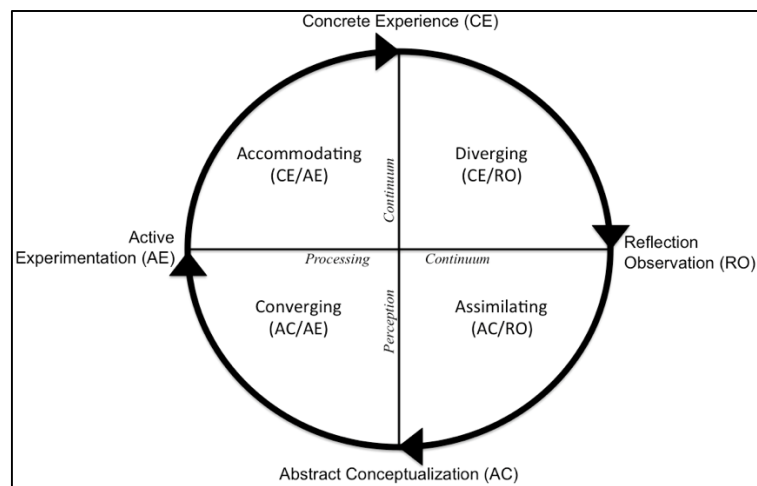 Concrete Experience (CE)
Accommodating
(CE/AE)
Continuum
Diverging
(CE/RO)
Active
Experimentation (AE)
Processing
Continuum
Reflection
Observation (RO)
Converging
(AC/AE)
Perception
Assimilating
(AC/RO)
Abstract Conceptualization (AC)